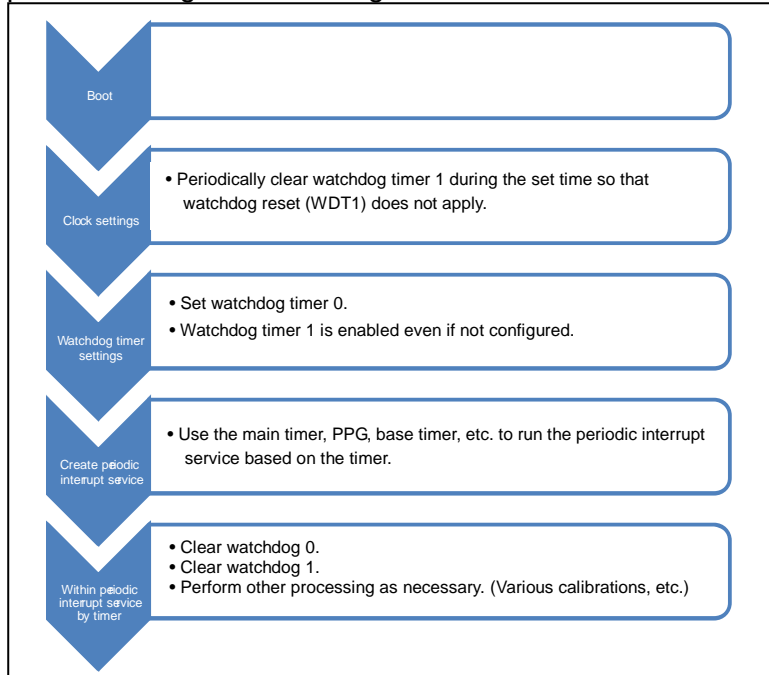 Boot
Clock settings
• Periodically clear watchdog timer 1 during the set time so that
watchdog reset (WDT1) does not apply.
Watchdog timer
settings
• Set watchdog timer 0.
• Watchdog timer 1 is enabled even if not configured.
Create periodic
interrupt service
• Use the main timer, PPG, base timer, etc. to run the periodic interrupt
service based on the timer.
Within periodic
interrupt service
by timer
• Clear watchdog 0.
• Clear watchdog 1.
• Perform other processing as necessary. (Various calibrations, etc.)